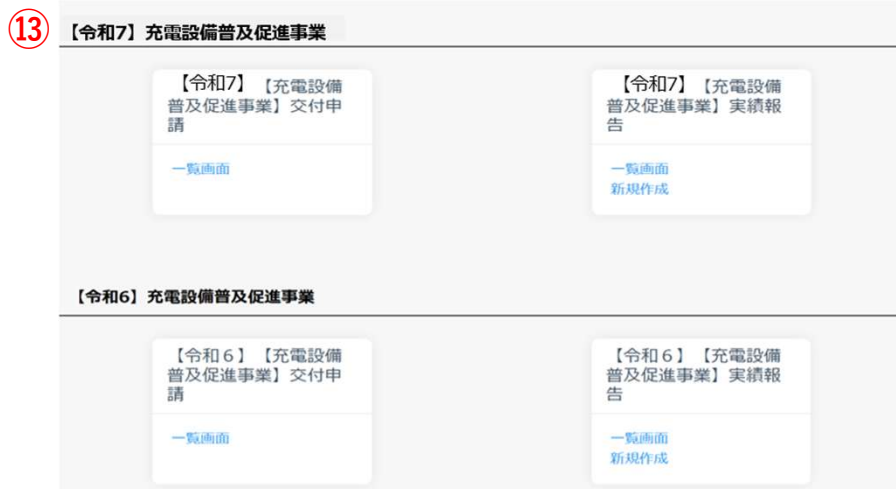 ⑬
【令和7】充電設備普及促進事業
【令和7】【充電設備
普及促進事業】交付申
請
一覧画面
【令和7】【充電設備
普及促進事業】実績報
告
一覧画面
新規作成
【令和6】充電設備普及促進事業
【令和６】【充電設備
普及促進事業】交付申
請
一覧画面
【令和６】【充電設備
普及促進事業】実績報
告
一覧画面
新規作成